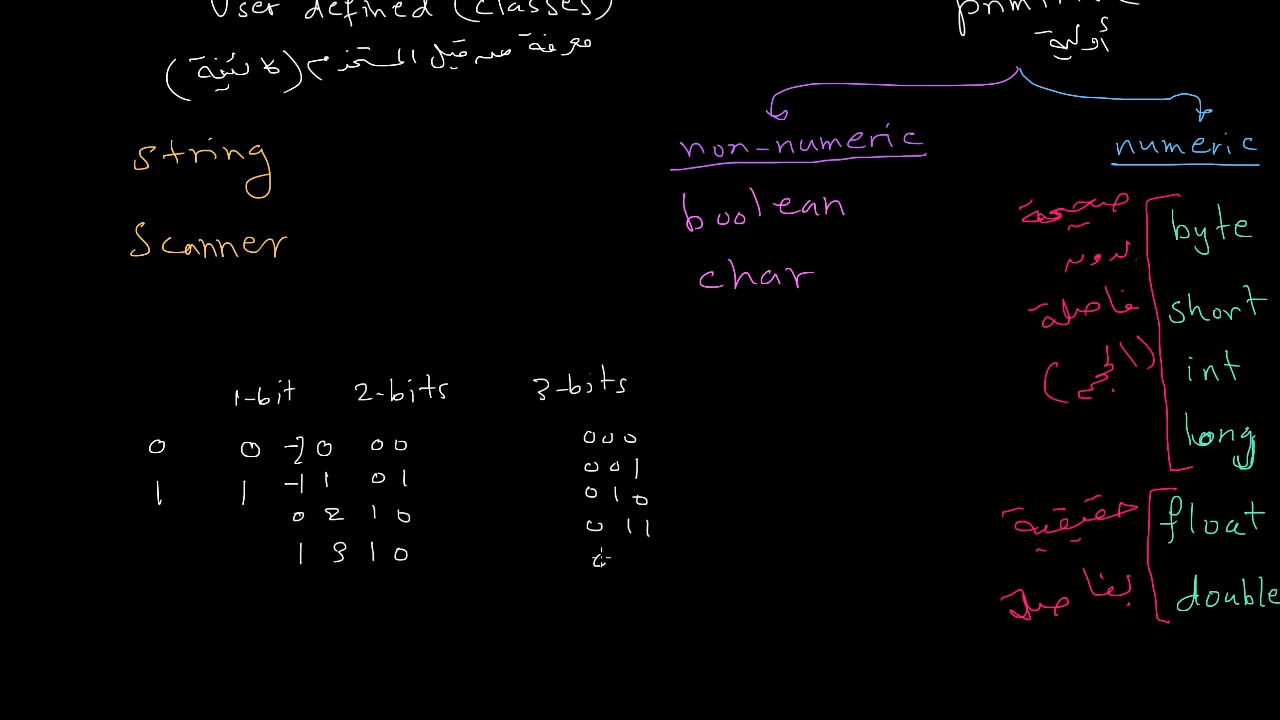 User defined (classes)
معرفة من قبل المستخدم (كائنية)
string
Scanner
أولية
non-numeric
boolean
char
numeric
byte
short
int
long
صحيحة
بدون
فاصلة
float
double
حقيقية
بفاصلة
1-bit 2-bits 3-bits
0 0 -2 0 0 0 0 0 0
1 1 -1 1 0 1 0 0 1
0 2 1 0 0 1 0
1 3 1 0 0 1 1